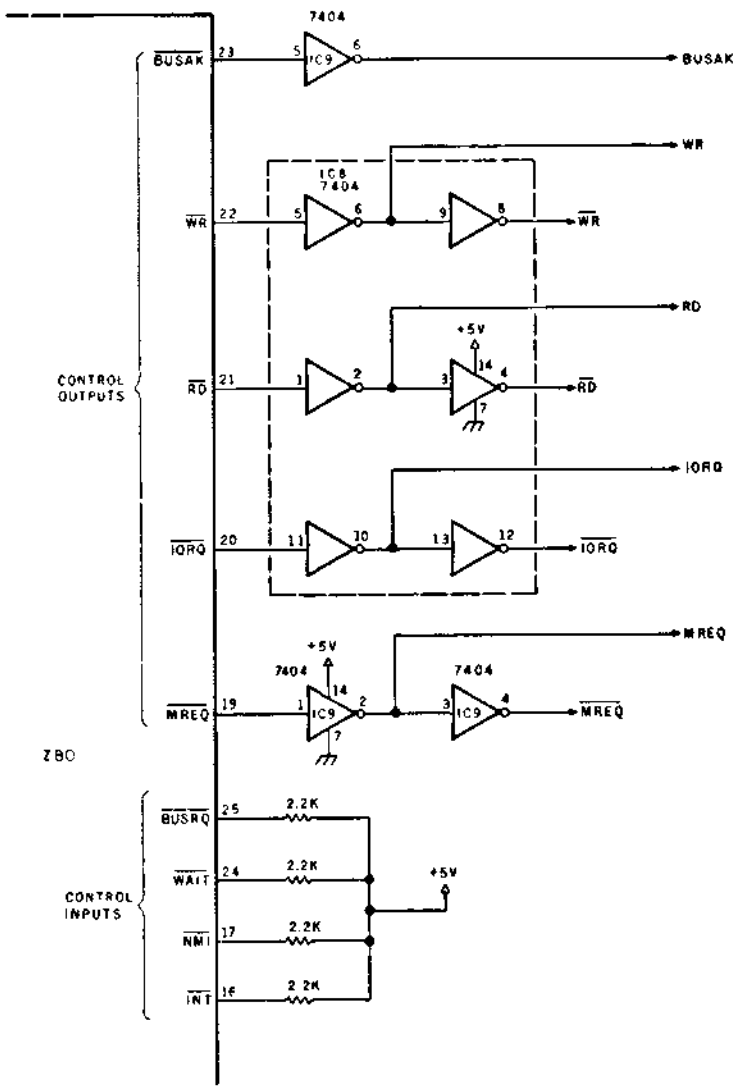 7404
BUSAK 23 5 IC9 6 BUSAK
WR
IC8
7404
WR 22 5 6 9 8 WR
RD
+5V
14
CONTROL
OUTPUTS
RD 21 1 2 3 4 RD
7
IORQ
IORQ 20 11 10 13 12 IORQ
MREQ
+5V
7404 14 7404
MREQ 19 1 IC9 2 3 IC9 4 MREQ
7
Z80
BUSRQ 25 2.2K
WAIT 24 2.2K
+5V
CONTROL
INPUTS
NMI 17 2.2K
INT 16 2.2K